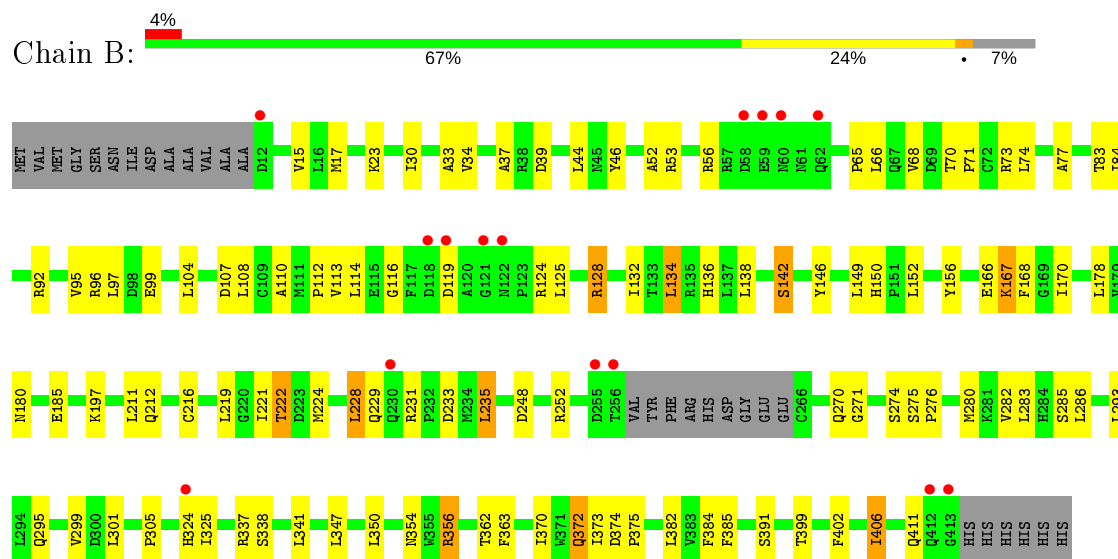 4%
Chain B:
67% 24% • 7%
MET VAL MET GLY SER ASN ILE ASP ALA ALA VAL ALA ALA D12 V15 L16 M17 K23 I30 A33 V34 A37 R38 D39 L44 N45 Y46 A52 R53 R56 R57 D58 E59 N60 N61 Q62 P65 L66 Q67 V68 D69 T70 P71 C72 R73 L74 A77 T83
R92 V95 R96 L97 D98 E99 L104 D107 L108 C109 A110 M111 P112 V113 L114 E115 G116 F117 D118 D119 A120 G121 N122 P123 R124 L125 R128 I132 T133 L134 R135 H136 L137 L138 S142 Y146 L149 H150 P151 L152 Y156 E166 K167 F168 G169 I170 L178
N180 E185 K197 L211 Q212 C216 L219 G220 I221 T222 D223 M224 L228 Q229 Q230 R231 P232 D233 M234 L235 D248 R252 D255 T256 VAL TYR PHE ARG HIS ASP GLY GLU GLU C266 Q270 G271 S274 S275 P276 M280 K281 V282 L283 H284 S285 L286
L294 Q295 V299 D300 L301 P305 H324 I325 R337 S338 L341 L347 L350 N354 W355 R356 T362 F363 I370 W371 Q372 I373 D374 P375 L382 V383 F384 F385 S391 T399 F402 I406 Q411 Q412 G413 HIS HIS HIS HIS HIS HIS